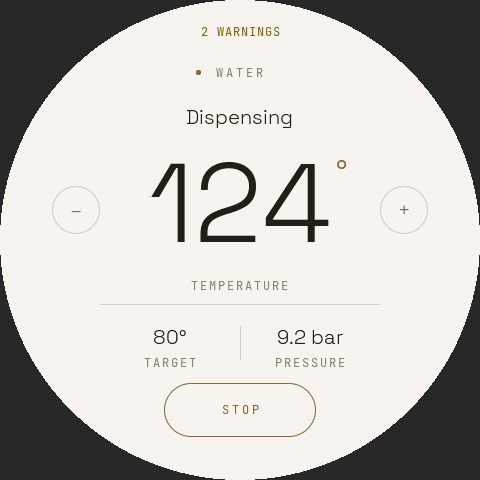 2 WARNINGS
WATER
Dispensing
124°
– +
TEMPERATURE
80° 9.2 bar
TARGET PRESSURE
STOP